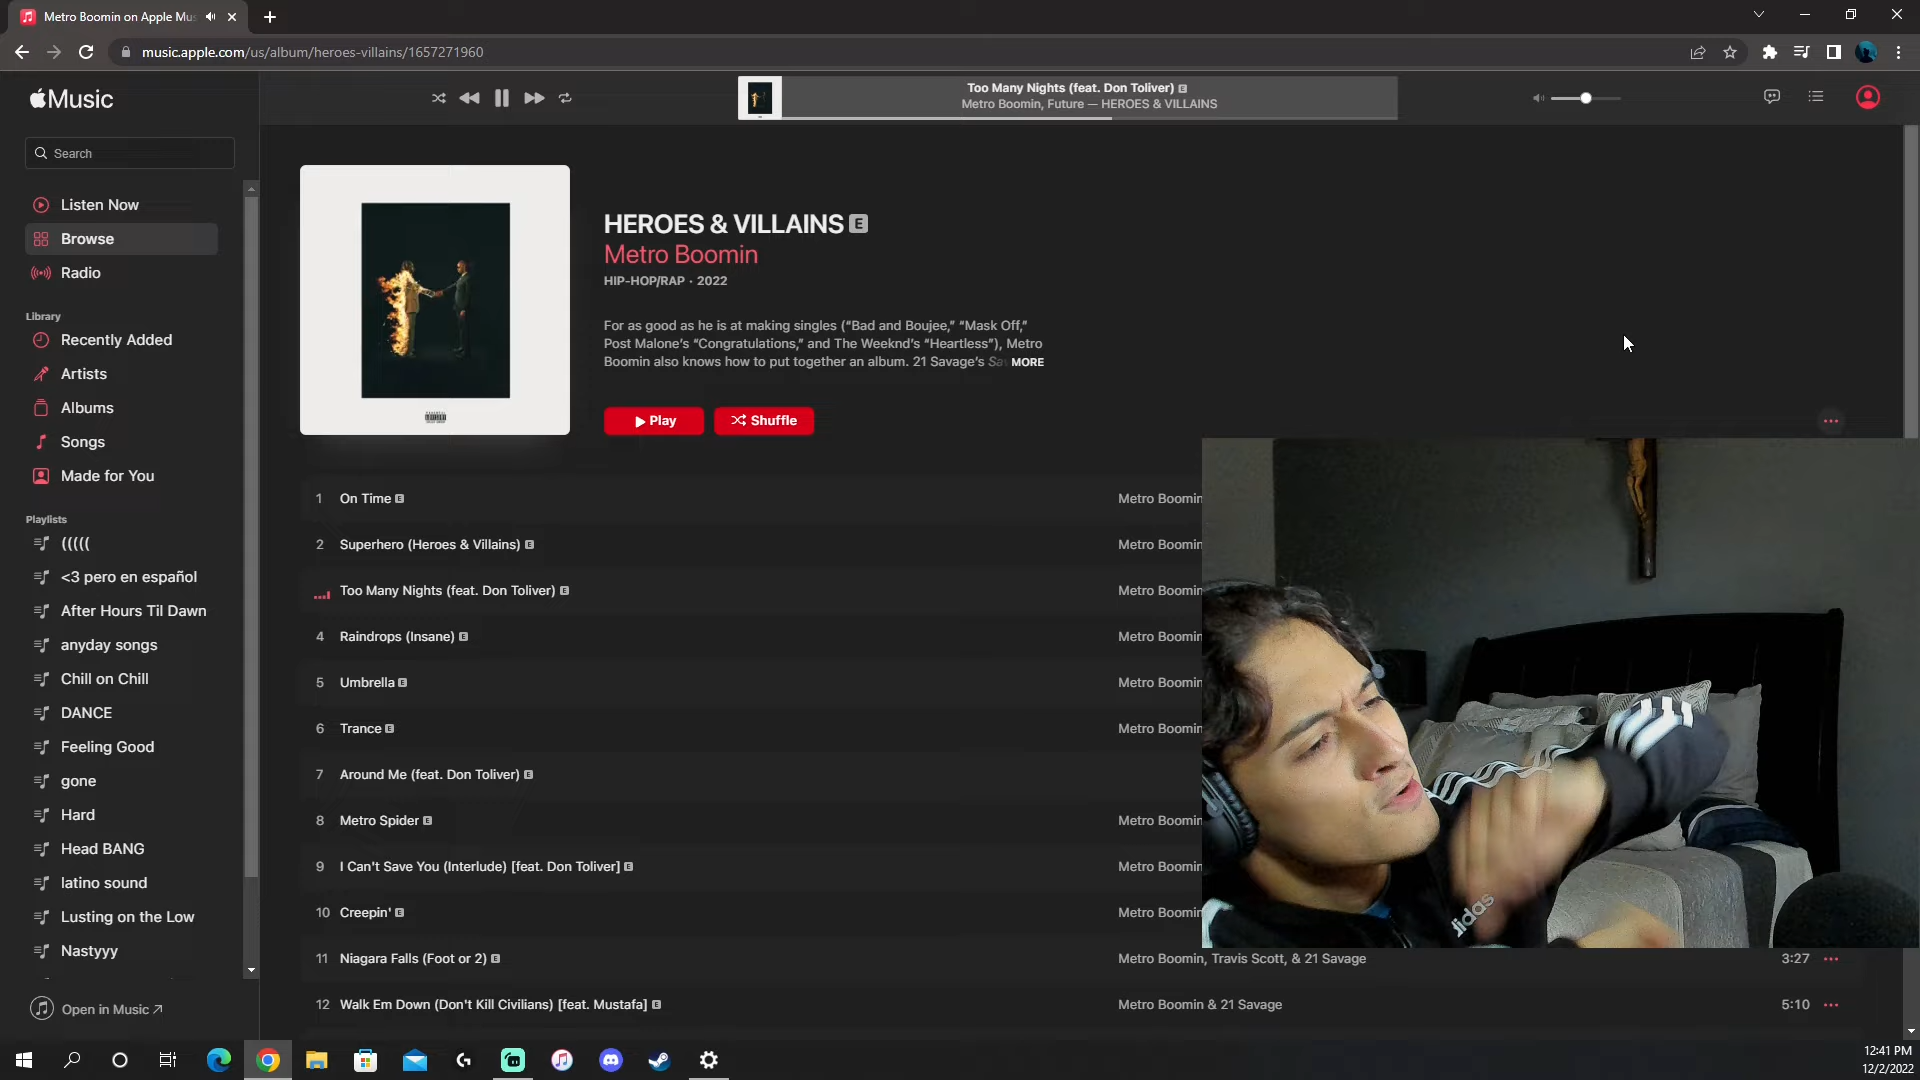 Metro Boomin on Apple Mus
music.apple.com/us/album/heroes-villains/1657271960
Music
Too Many Nights (feat. Don Toliver) E
Metro Boomin, Future — HEROES & VILLAINS
Search
Listen Now
Browse
Radio
Library
Recently Added
Artists
Albums
Songs
Made for You
Playlists
(((((
<3 pero en español
After Hours Til Dawn
anyday songs
Chill on Chill
DANCE
Feeling Good
gone
Hard
Head BANG
latino sound
Lusting on the Low
Nastyyy
Open in Music ↗
HEROES & VILLAINS E
Metro Boomin
HIP-HOP/RAP · 2022
For as good as he is at making singles (“Bad and Boujee,” “Mask Off,”
Post Malone’s “Congratulations,” and The Weeknd’s “Heartless”), Metro
Boomin also knows how to put together an album. 21 Savage’s Sa MORE
Play
Shuffle
1 On Time E Metro Boomin
2 Superhero (Heroes & Villains) E Metro Boomin
Too Many Nights (feat. Don Toliver) E Metro Boomin
4 Raindrops (Insane) E Metro Boomin
5 Umbrella E Metro Boomin
6 Trance E Metro Boomin
7 Around Me (feat. Don Toliver) E
8 Metro Spider E Metro Boomin
9 I Can't Save You (Interlude) [feat. Don Toliver] E Metro Boomin
10 Creepin' E Metro Boomin
11 Niagara Falls (Foot or 2) E Metro Boomin, Travis Scott, & 21 Savage 3:27
12 Walk Em Down (Don't Kill Civilians) [feat. Mustafa] E Metro Boomin & 21 Savage 5:10
didas
12:41 PM
12/2/2022